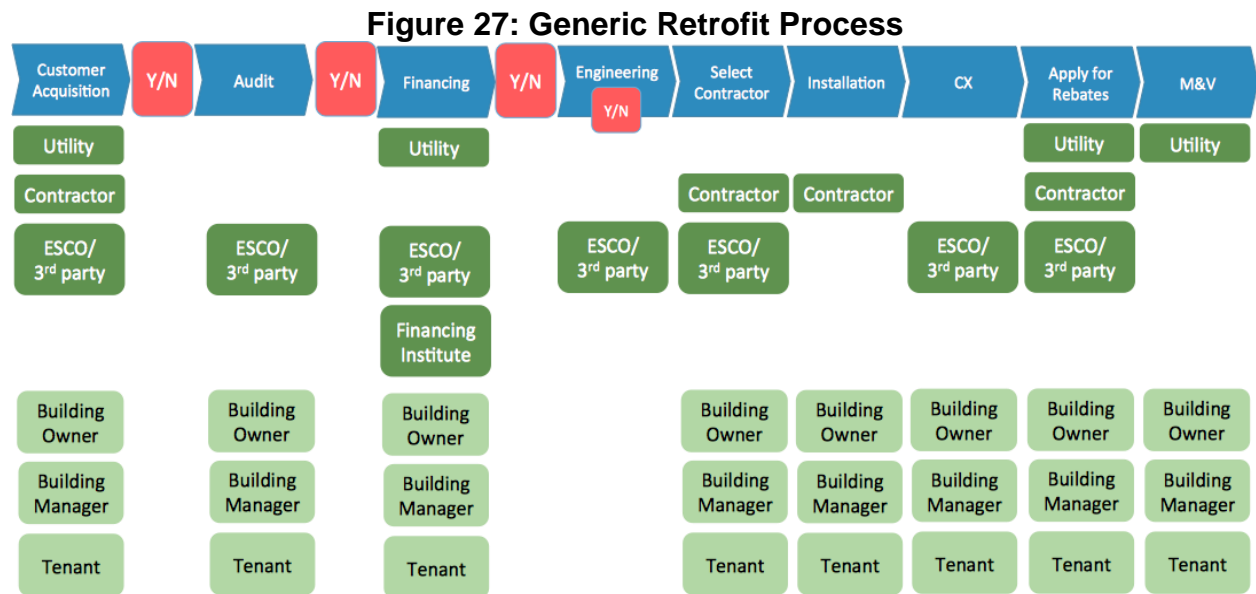 Figure 27: Generic Retrofit Process
Customer
Acquisition
Y/N
Audit
Y/N
Financing
Y/N
Engineering
Y/N
Select
Contractor
Installation
CX
Apply for
Rebates
M&V
Utility
Utility
Utility
Utility
Contractor
Contractor
Contractor
Contractor
ESCO/
3rd party
ESCO/
3rd party
ESCO/
3rd party
ESCO/
3rd party
ESCO/
3rd party
ESCO/
3rd party
ESCO/
3rd party
Financing
Institute
Building
Owner
Building
Owner
Building
Owner
Building
Owner
Building
Owner
Building
Owner
Building
Owner
Building
Owner
Building
Manager
Building
Manager
Building
Manager
Building
Manager
Building
Manager
Building
Manager
Building
Manager
Building
Manager
Tenant
Tenant
Tenant
Tenant
Tenant
Tenant
Tenant
Tenant